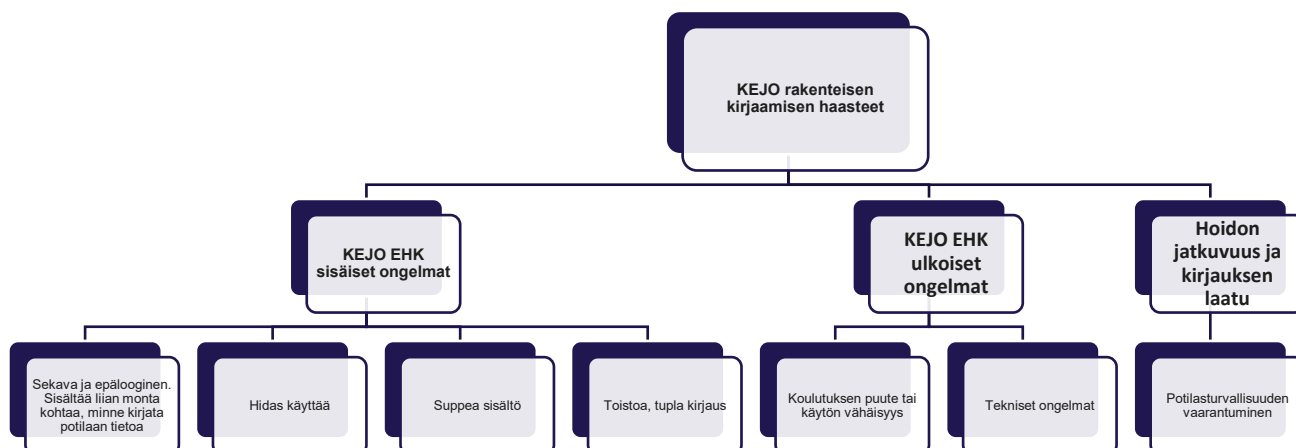 KEJO rakenteisen
kirjaamisen haasteet
KEJO EHK
sisäiset ongelmat
KEJO EHK
ulkoiset
ongelmat
Hoidon
jatkuvuus ja
kirjauksen
laatu
Sekava ja epälooginen.
Sisältää liian monta
kohtaa, minne kirjata
potilaan tietoa
Hidas käyttää
Suppea sisältö
Toistoa, tupla kirjaus
Koulutuksen puute tai
käytön vähäisyys
Tekniset ongelmat
Potilasturvallisuuden
vaarantuminen